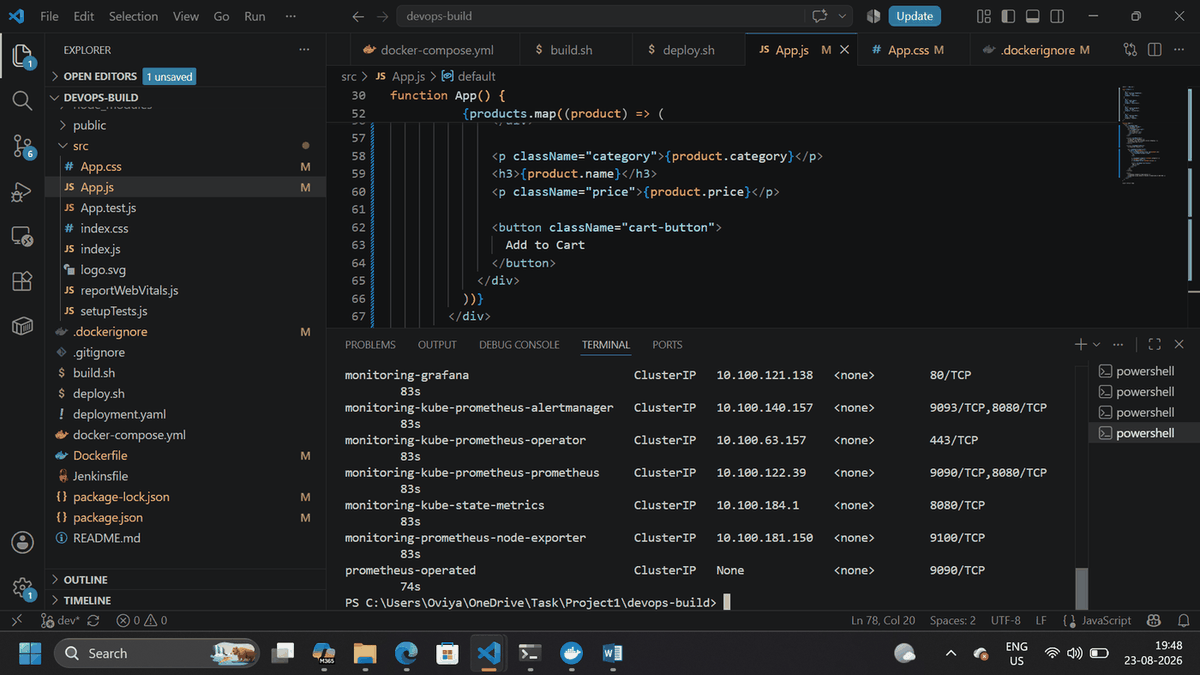 File Edit Selection View Go Run ··· devops-build Update
EXPLORER ···
OPEN EDITORS 1 unsaved
DEVOPS-BUILD
node_modules
public
src
# App.css M
JS App.js M
JS App.test.js
# index.css
JS index.js
logo.svg
JS reportWebVitals.js
JS setupTests.js
.dockerignore M
.gitignore
$ build.sh
$ deploy.sh
! deployment.yaml
docker-compose.yml
Dockerfile M
Jenkinsfile
{} package-lock.json M
{} package.json M
README.md
OUTLINE
TIMELINE
1
6
1
docker-compose.yml $ build.sh $ deploy.sh JS App.js M # App.css M .dockerignore M ···
src > JS App.js > default
30 function App() {
52 {products.map((product) => (
</div>
57
58 <p className="category">{product.category}</p>
59 <h3>{product.name}</h3>
60 <p className="price">{product.price}</p>
61
62 <button className="cart-button">
63 Add to Cart
64 </button>
65 </div>
66 ))}
67 </div>
PROBLEMS OUTPUT DEBUG CONSOLE TERMINAL PORTS ···
monitoring-grafana ClusterIP 10.100.121.138 <none> 80/TCP
83s
monitoring-kube-prometheus-alertmanager ClusterIP 10.100.140.157 <none> 9093/TCP,8080/TCP
83s
monitoring-kube-prometheus-operator ClusterIP 10.100.63.157 <none> 443/TCP
83s
monitoring-kube-prometheus-prometheus ClusterIP 10.100.122.39 <none> 9090/TCP,8080/TCP
83s
monitoring-kube-state-metrics ClusterIP 10.100.184.1 <none> 8080/TCP
83s
monitoring-prometheus-node-exporter ClusterIP 10.100.181.150 <none> 9100/TCP
83s
prometheus-operated ClusterIP None <none> 9090/TCP
74s
PS C:\Users\Oviya\OneDrive\Task\Project1\devops-build>
powershell
powershell
powershell
powershell
dev* 0 0 Ln 78, Col 20 Spaces: 2 UTF-8 LF {} JavaScript
Search M365 ENG
US
19:48
23-08-2026